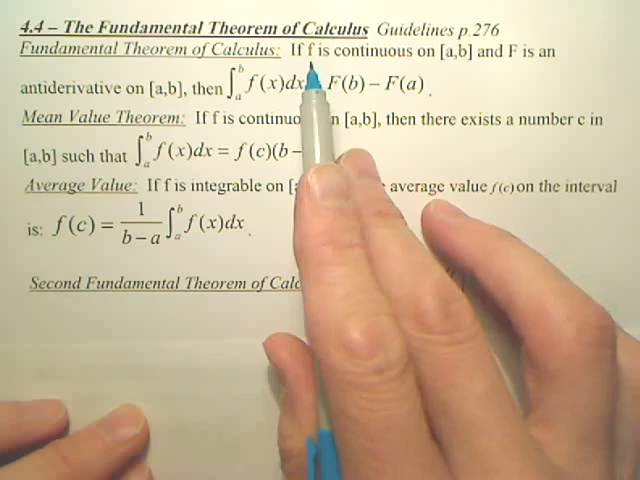 4.4 – The Fundamental Theorem of Calculus Guidelines p.276
Fundamental Theorem of Calculus: If f is continuous on [a,b] and F is an
antiderivative on [a,b], then ∫_a^b f(x)dx F(b) – F(a) .
Mean Value Theorem: If f is [a,b], then there exists a number c in
[a,b] such that ∫_a^b f(x)dx = f(c)(b –
Average Value: If f is integrable on average value f(c) on the interval
is: f(c) = 1/(b – a) ∫_a^b f(x)dx .
Second Fundamental Theorem of